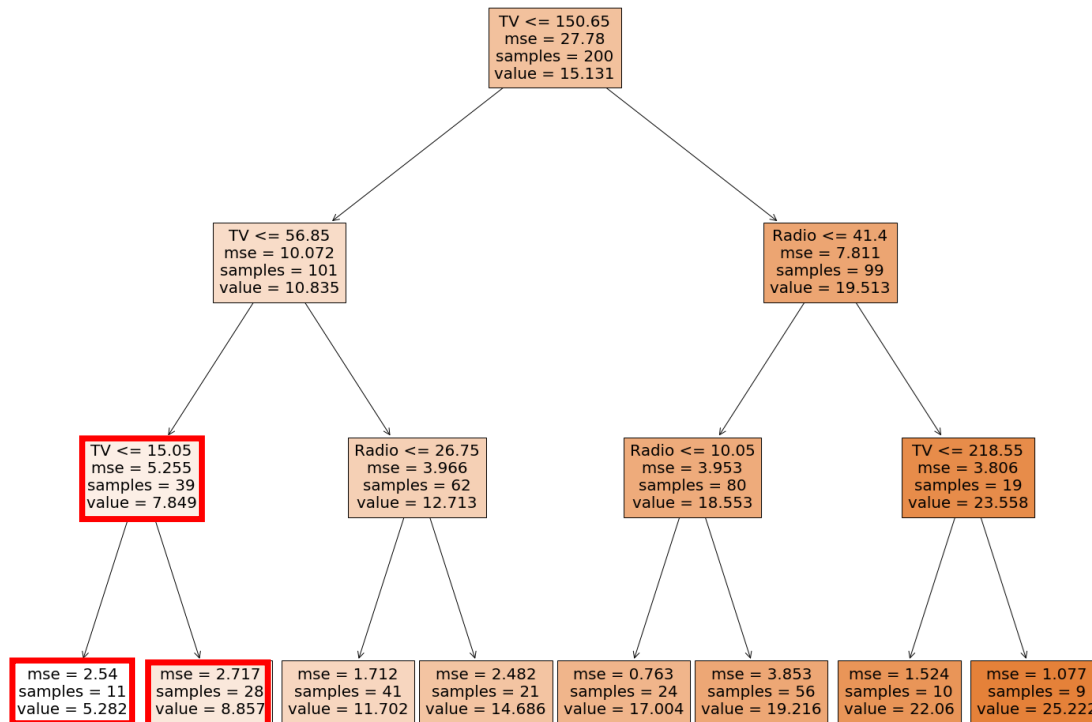 TV <= 150.65
mse = 27.78
samples = 200
value = 15.131
TV <= 56.85
mse = 10.072
samples = 101
value = 10.835
Radio <= 41.4
mse = 7.811
samples = 99
value = 19.513
TV <= 15.05
mse = 5.255
samples = 39
value = 7.849
Radio <= 26.75
mse = 3.966
samples = 62
value = 12.713
Radio <= 10.05
mse = 3.953
samples = 80
value = 18.553
TV <= 218.55
mse = 3.806
samples = 19
value = 23.558
mse = 2.54
samples = 11
value = 5.282
mse = 2.717
samples = 28
value = 8.857
mse = 1.712
samples = 41
value = 11.702
mse = 2.482
samples = 21
value = 14.686
mse = 0.763
samples = 24
value = 17.004
mse = 3.853
samples = 56
value = 19.216
mse = 1.524
samples = 10
value = 22.06
mse = 1.077
samples = 9
value = 25.222